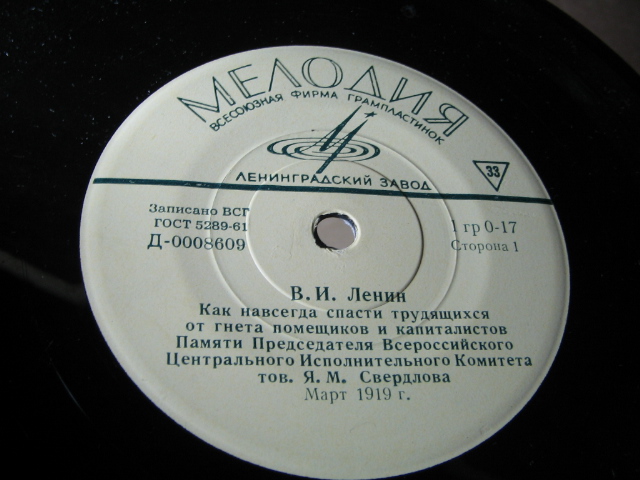 МЕЛОДИЯ
ВСЕСОЮЗНАЯ ФИРМА ГРАМПЛАСТИНОК
ЛЕНИНГРАДСКИЙ ЗАВОД
33
Записано ВСГ
ГОСТ 5289-61
Д-0008609
1 гр 0-17
Сторона 1
В. И. Ленин
Как навсегда спасти трудящихся
от гнета помещиков и капиталистов
Памяти Председателя Всероссийского
Центрального Исполнительного Комитета
тов. Я. М. Свердлова
Март 1919 г.